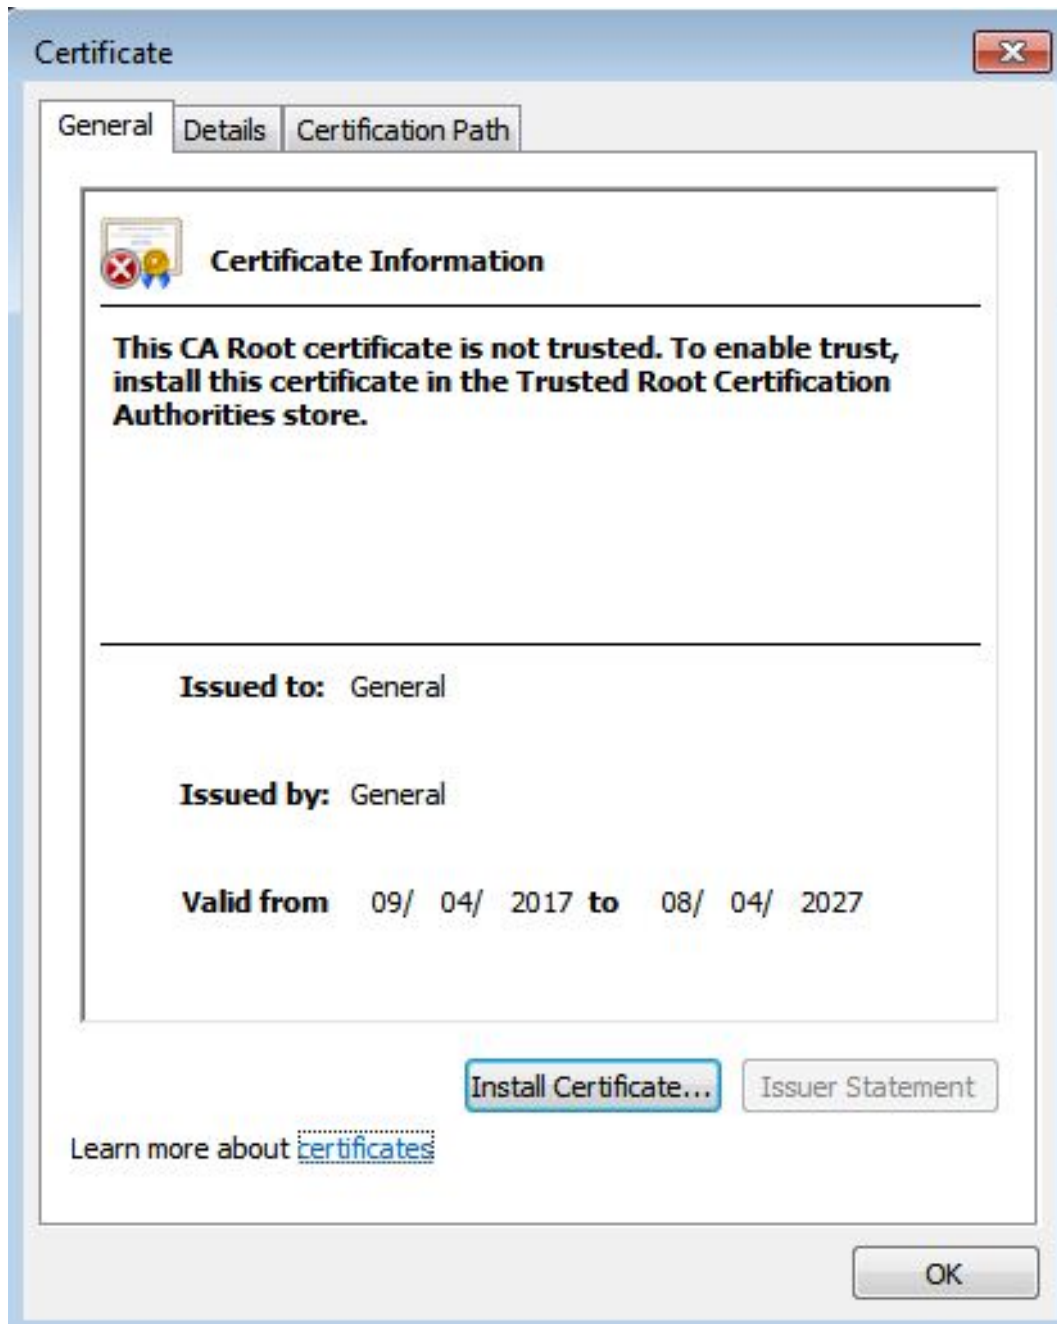 Certificate
General Details Certification Path
Certificate Information
This CA Root certificate is not trusted. To enable trust,
install this certificate in the Trusted Root Certification
Authorities store.
Issued to: General
Issued by: General
Valid from 09/ 04/ 2017 to 08/ 04/ 2027
Install Certificate... Issuer Statement
Learn more about certificates
OK